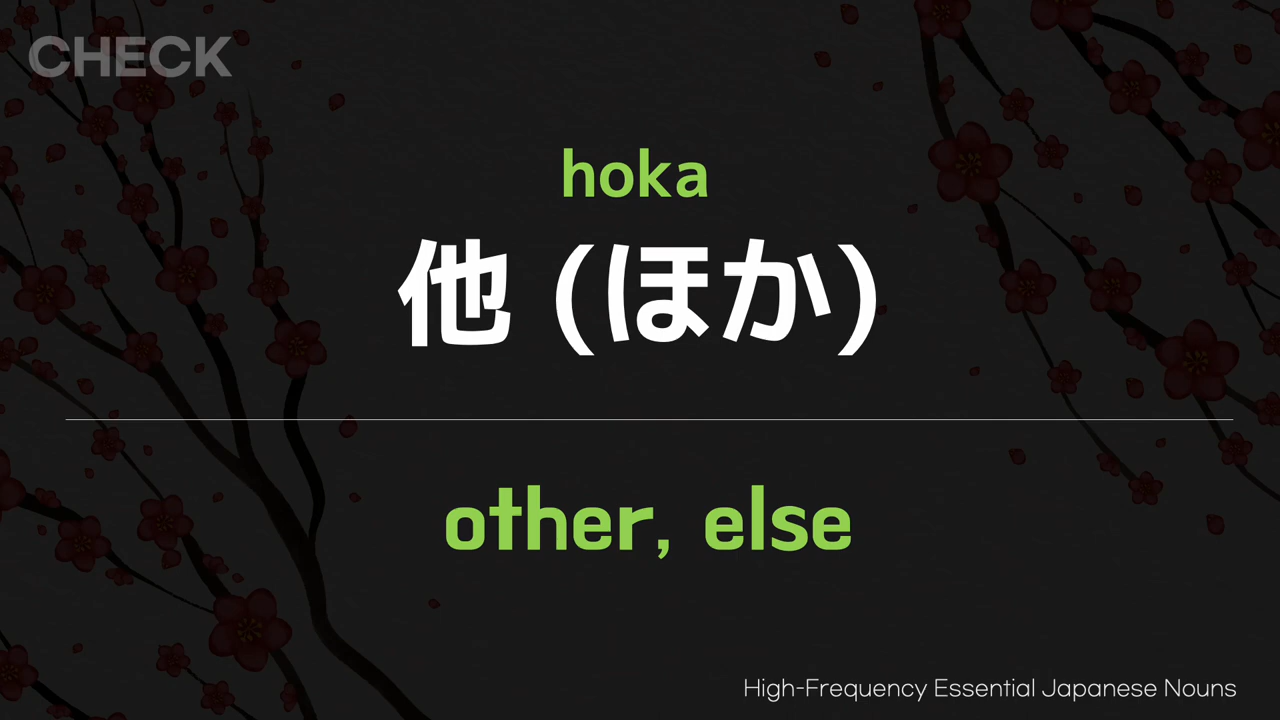 CHECK
hoka
他 (ほか)
other, else
High-Frequency Essential Japanese Nouns